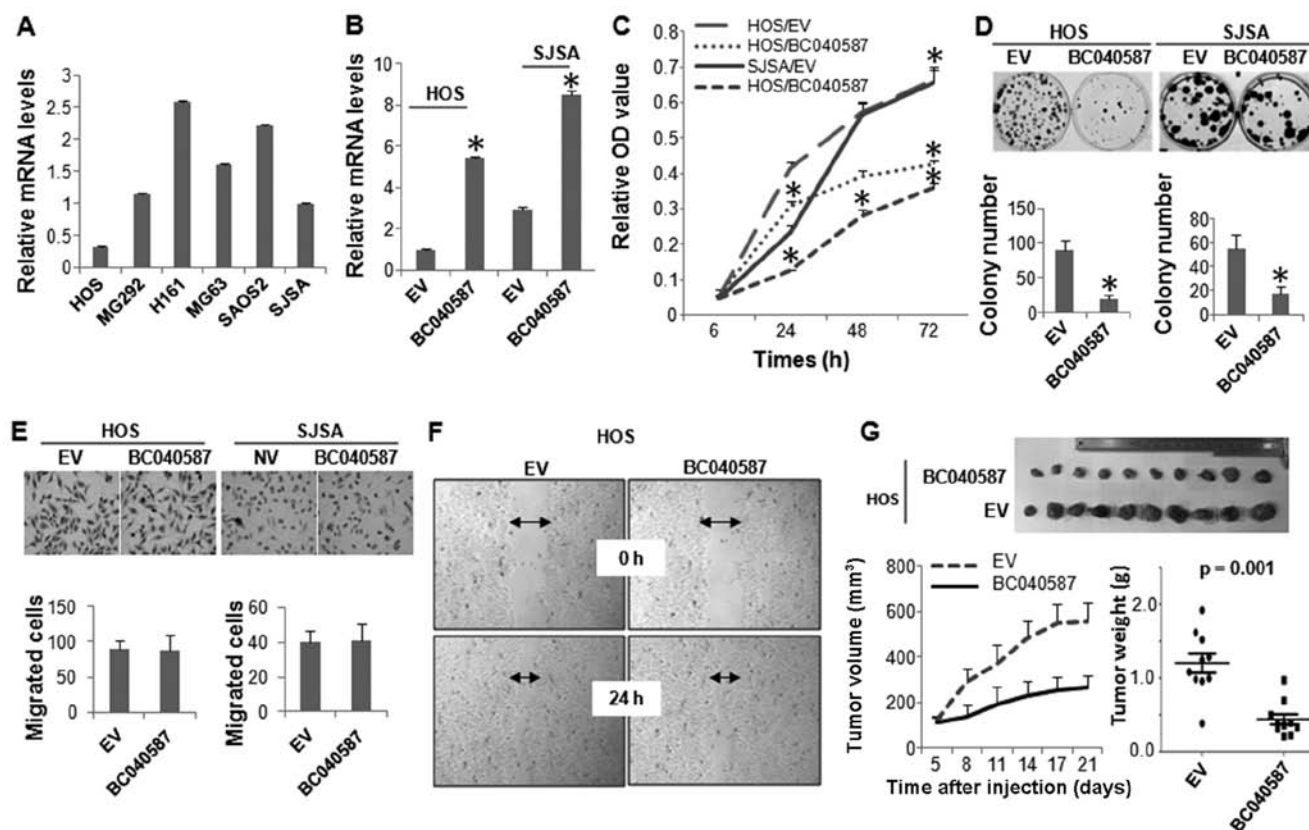 A
Relative mRNA levels
3
2.5
2
1.5
1
0.5
0
HOS
MG292
H161
MG63
SAOS2
SJSA
B
Relative mRNA levels
10
8
6
4
2
0
HOS
SJSA
*
*
EV
BC040587
EV
BC040587
C
HOS/EV
HOS/BC040587
SJSA/EV
HOS/BC040587
Relative OD value
0.8
0.7
0.6
0.5
0.4
0.3
0.2
0.1
0
*
*
*
*
*
*
6
24
48
72
Times (h)
D
HOS
SJSA
EV BC040587
EV BC040587
Colony number
150
100
50
0
*
EV
BC040587
Colony number
80
60
40
20
0
*
EV
BC040587
E
HOS
SJSA
EV BC040587
NV BC040587
Migrated cells
150
100
50
0
EV
BC040587
Migrated cells
60
40
20
0
EV
BC040587
F
HOS
EV
BC040587
0 h
24 h
G
HOS
BC040587
EV
Tumor volume (mm³)
800
600
400
200
0
EV
BC040587
5 8 11 14 17 21
Time after injection (days)
Tumor weight (g)
p = 0.001
2.0
1.0
0.0
EV
BC040587